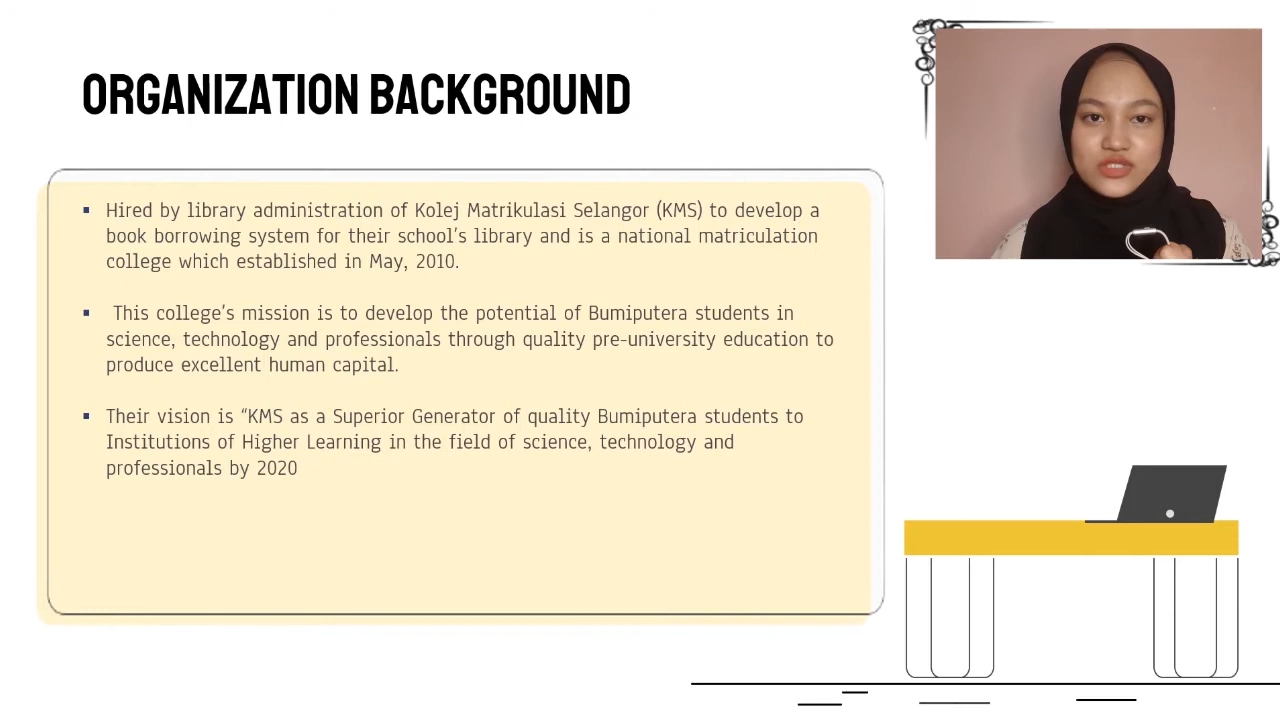 ORGANIZATION BACKGROUND
▪ Hired by library administration of Kolej Matrikulasi Selangor (KMS) to develop a
book borrowing system for their school's library and is a national matriculation
college which established in May, 2010.
▪ This college's mission is to develop the potential of Bumiputera students in
science, technology and professionals through quality pre-university education to
produce excellent human capital.
▪ Their vision is “KMS as a Superior Generator of quality Bumiputera students to
Institutions of Higher Learning in the field of science, technology and
professionals by 2020